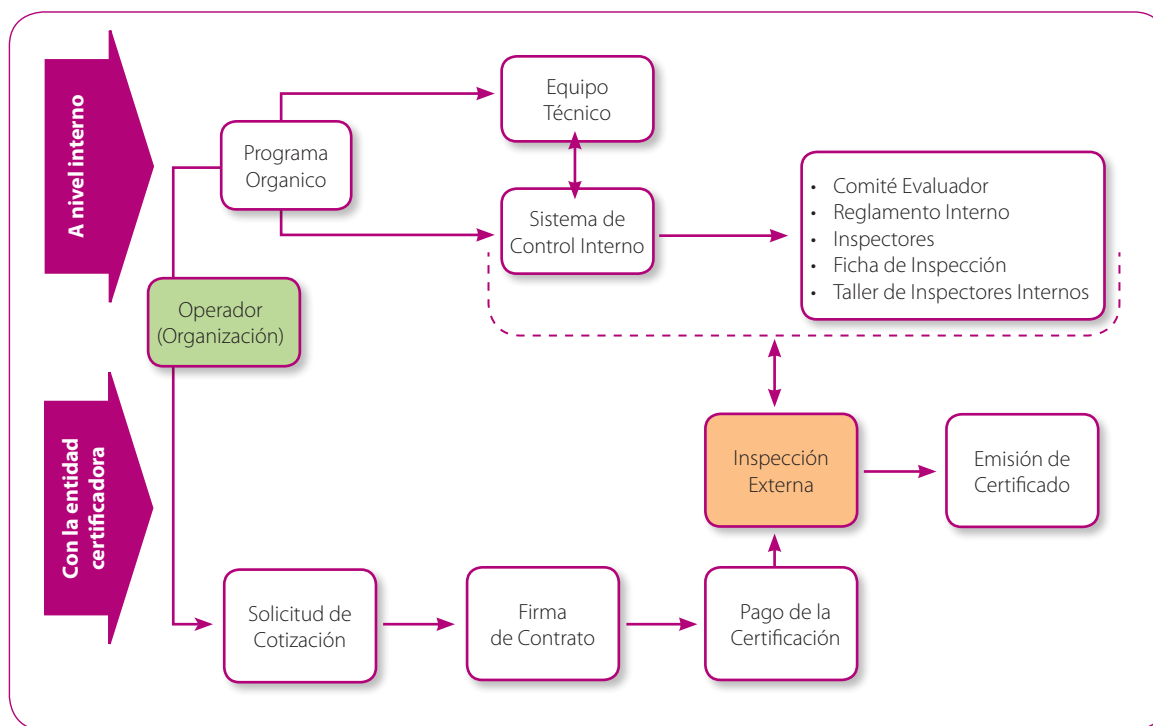 A nivel interno
Equipo
Técnico
Programa
Organico
Sistema de
Control Interno
• Comité Evaluador
• Reglamento Interno
• Inspectores
• Ficha de Inspección
• Taller de Inspectores Internos
Operador
(Organización)
Con la entidad
certificadora
Inspección
Externa
Emisión de
Certificado
Solicitud de
Cotización
Firma
de Contrato
Pago de la
Certificación